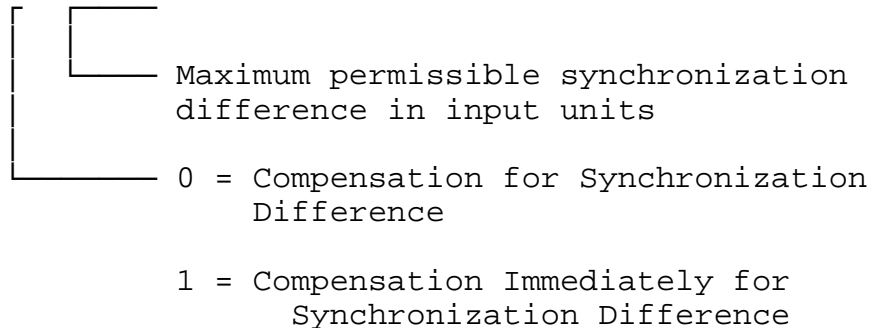 Maximum permissible synchronization
difference in input units
0 = Compensation for Synchronization
Difference
1 = Compensation Immediately for
Synchronization Difference